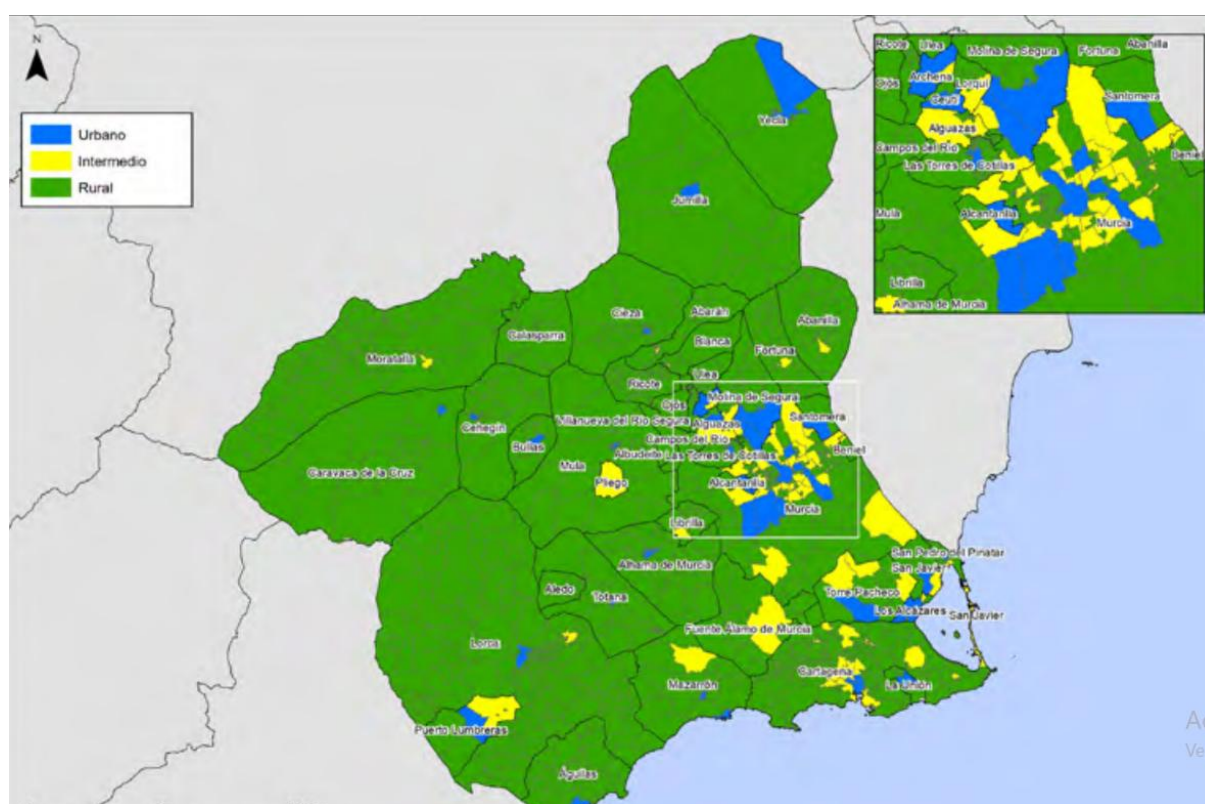 N
Urbano
Intermedio
Rural
Yecla
Jumilla
Cieza
Abarán
Abanilla
Calasparra
Blanca
Fortuna
Moratalla
Ulea
Ricote
Ojós
Molina de Segura
Villanueva del Río Segura
Alguazas
Santomera
Cehegín
Bullas
Campos del Río
Albudeite
Las Torres de Cotillas
Beniel
Caravaca de la Cruz
Mula
Pliego
Alcantarilla
Murcia
Librilla
Alhama de Murcia
San Pedro del Pinatar
San Javier
Aledo
Totana
Torre Pacheco
Los Alcázares
San Javier
Fuente Álamo de Murcia
Lorca
Mazarrón
Cartagena
La Unión
Puerto Lumbreras
Águilas
Ricote
Ulea
Molina de Segura
Fortuna
Abanilla
Ojós
Archena
Lorquí
Ceutí
Santomera
Alguazas
Campos del Río
Beniel
Las Torres de Cotillas
Mula
Alcantarilla
Murcia
Librilla
Alhama de Murcia
Ve